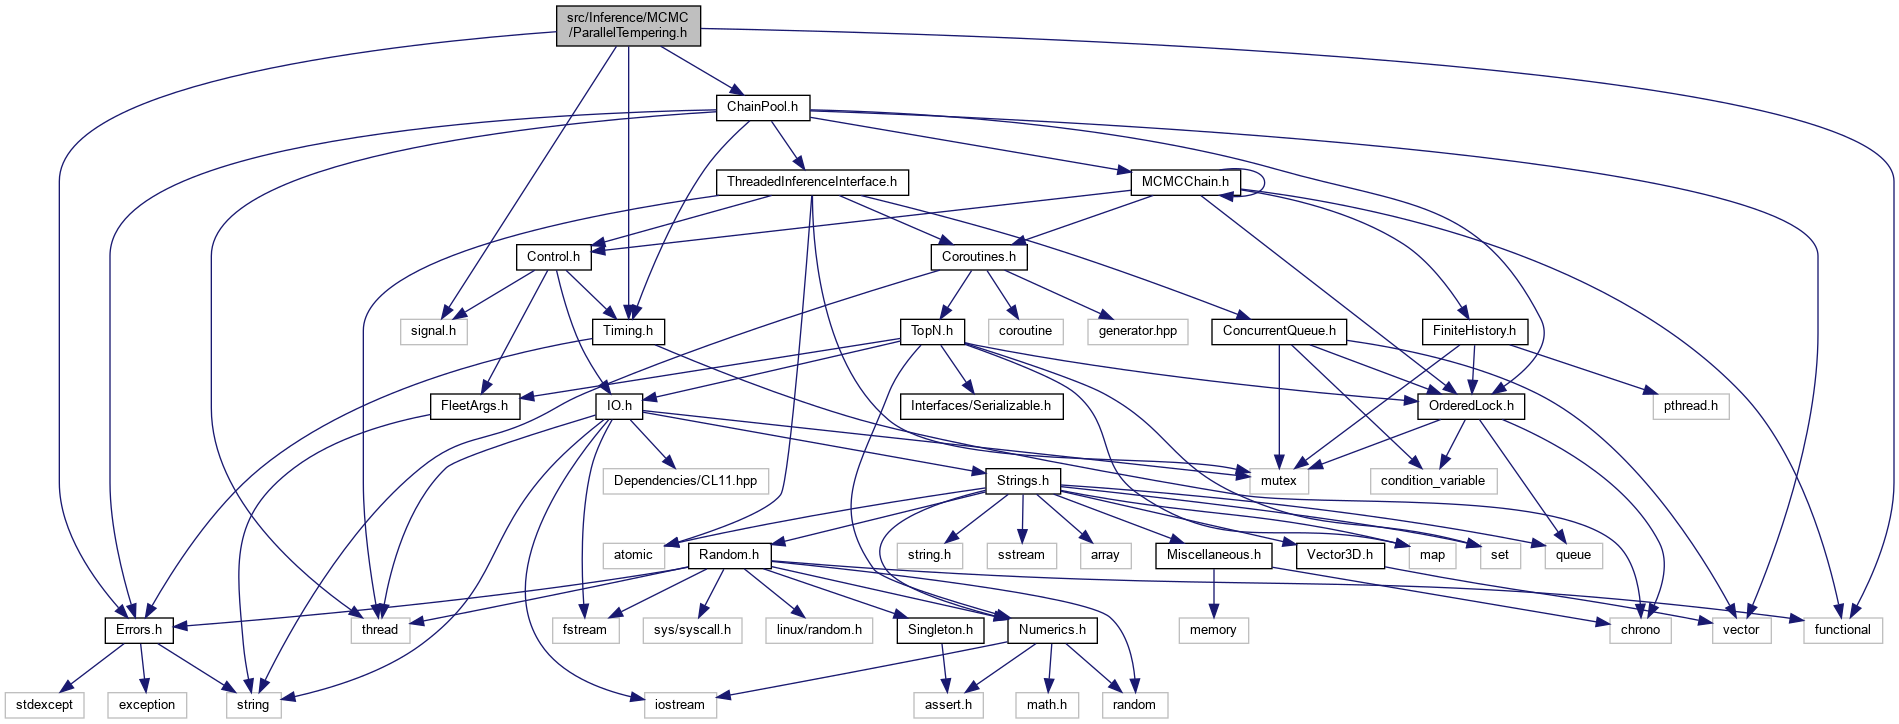 src/Inference/MCMC
/ParallelTempering.h
ChainPool.h
ThreadedInferenceInterface.h
MCMCChain.h
Control.h
Coroutines.h
signal.h
Timing.h
TopN.h
coroutine
generator.hpp
ConcurrentQueue.h
FiniteHistory.h
FleetArgs.h
IO.h
Interfaces/Serializable.h
OrderedLock.h
pthread.h
Dependencies/CL11.hpp
Strings.h
mutex
condition_variable
atomic
Random.h
string.h
sstream
array
Miscellaneous.h
Vector3D.h
map
set
queue
Errors.h
thread
fstream
sys/syscall.h
linux/random.h
Singleton.h
Numerics.h
memory
chrono
vector
functional
stdexcept
exception
string
iostream
assert.h
math.h
random